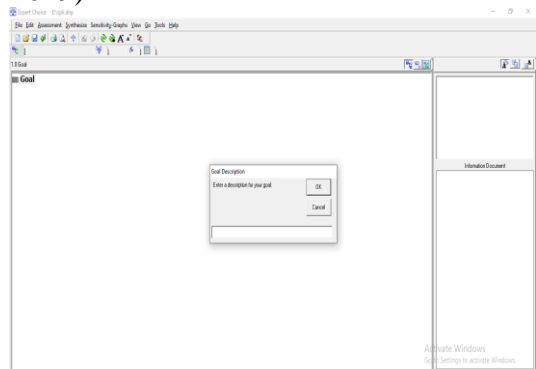 Expert Choice
File Edit Assessment Synthesize Sensitivity-Graphs View Go Tools Help
1.0 Goal
Goal
Information Document
Goal Description
Enter a description for your goal:
OK
Cancel
Activate Windows
Go to Settings to activate Windows.